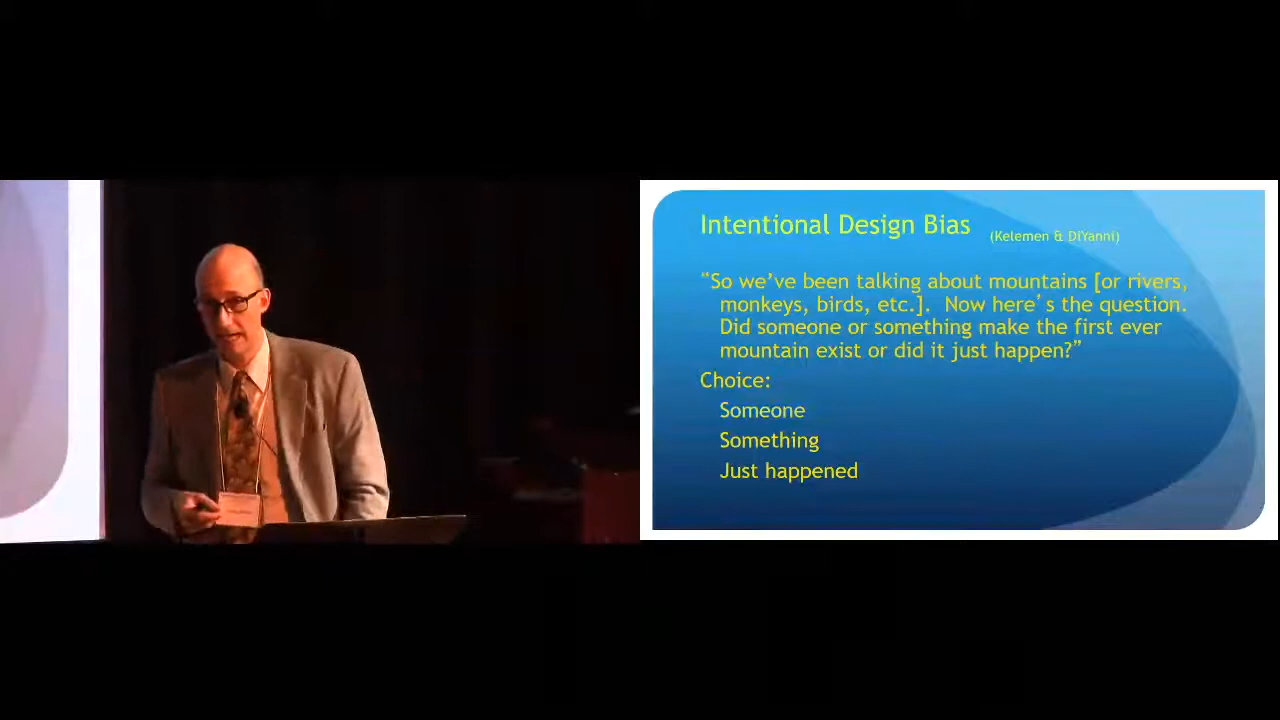 Intentional Design Bias (Kelemen & DiYanni)
“So we’ve been talking about mountains [or rivers,
monkeys, birds, etc.].  Now here’s the question.
Did someone or something make the first ever
mountain exist or did it just happen?”
Choice:
Someone
Something
Just happened